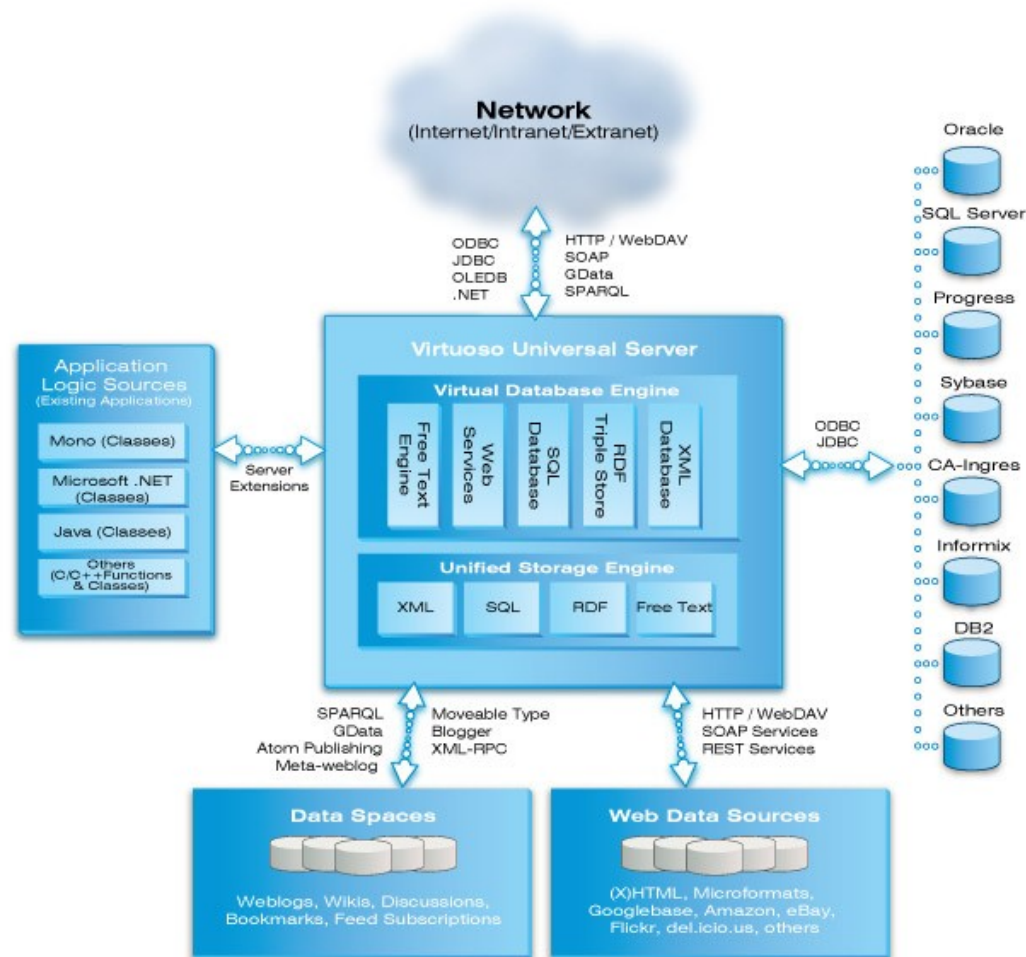 Network
(Internet/Intranet/Extranet)
ODBC
JDBC
OLEDB
.NET
HTTP / WebDAV
SOAP
GData
SPARQL
Application
Logic Sources
(Existing Applications)
Mono (Classes)
Microsoft .NET
(Classes)
Java (Classes)
Others
(C/C++Functions
& Classes)
Server
Extensions
Virtuoso Universal Server
Virtual Database Engine
Free Text
Engine
Web
Services
SQL
Database
RDF
Triple Store
XML
Database
Unified Storage Engine
XML
SQL
RDF
Free Text
ODBC
JDBC
Oracle
SQL Server
Progress
Sybase
CA-Ingres
Informix
DB2
Others
SPARQL
GData
Atom Publishing
Meta-weblog
Moveable Type
Blogger
XML-RPC
HTTP / WebDAV
SOAP Services
REST Services
Data Spaces
Weblogs, Wikis, Discussions,
Bookmarks, Feed Subscriptions
Web Data Sources
(X)HTML, Microformats,
Googlebase, Amazon, eBay,
Flickr, del.icio.us, others